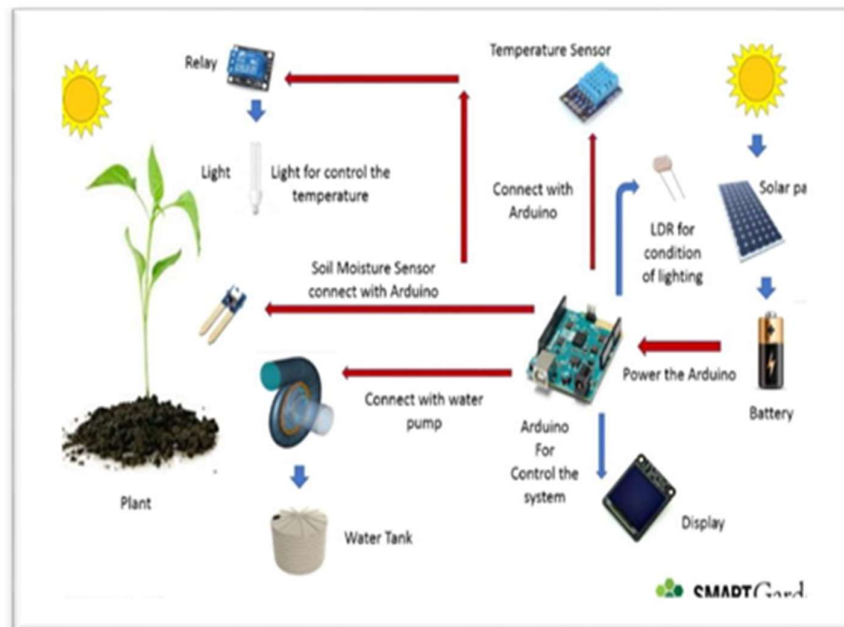 Relay
Temperature Sensor
Light
Light for control the
temperature
Connect with
Arduino
Solar pa
LDR for
condition
of lighting
Soil Moisture Sensor
connect with Arduino
Power the Arduino
Connect with water
pump
Battery
Arduino
For
Control the
system
Plant
Display
Water Tank
SMART Gard